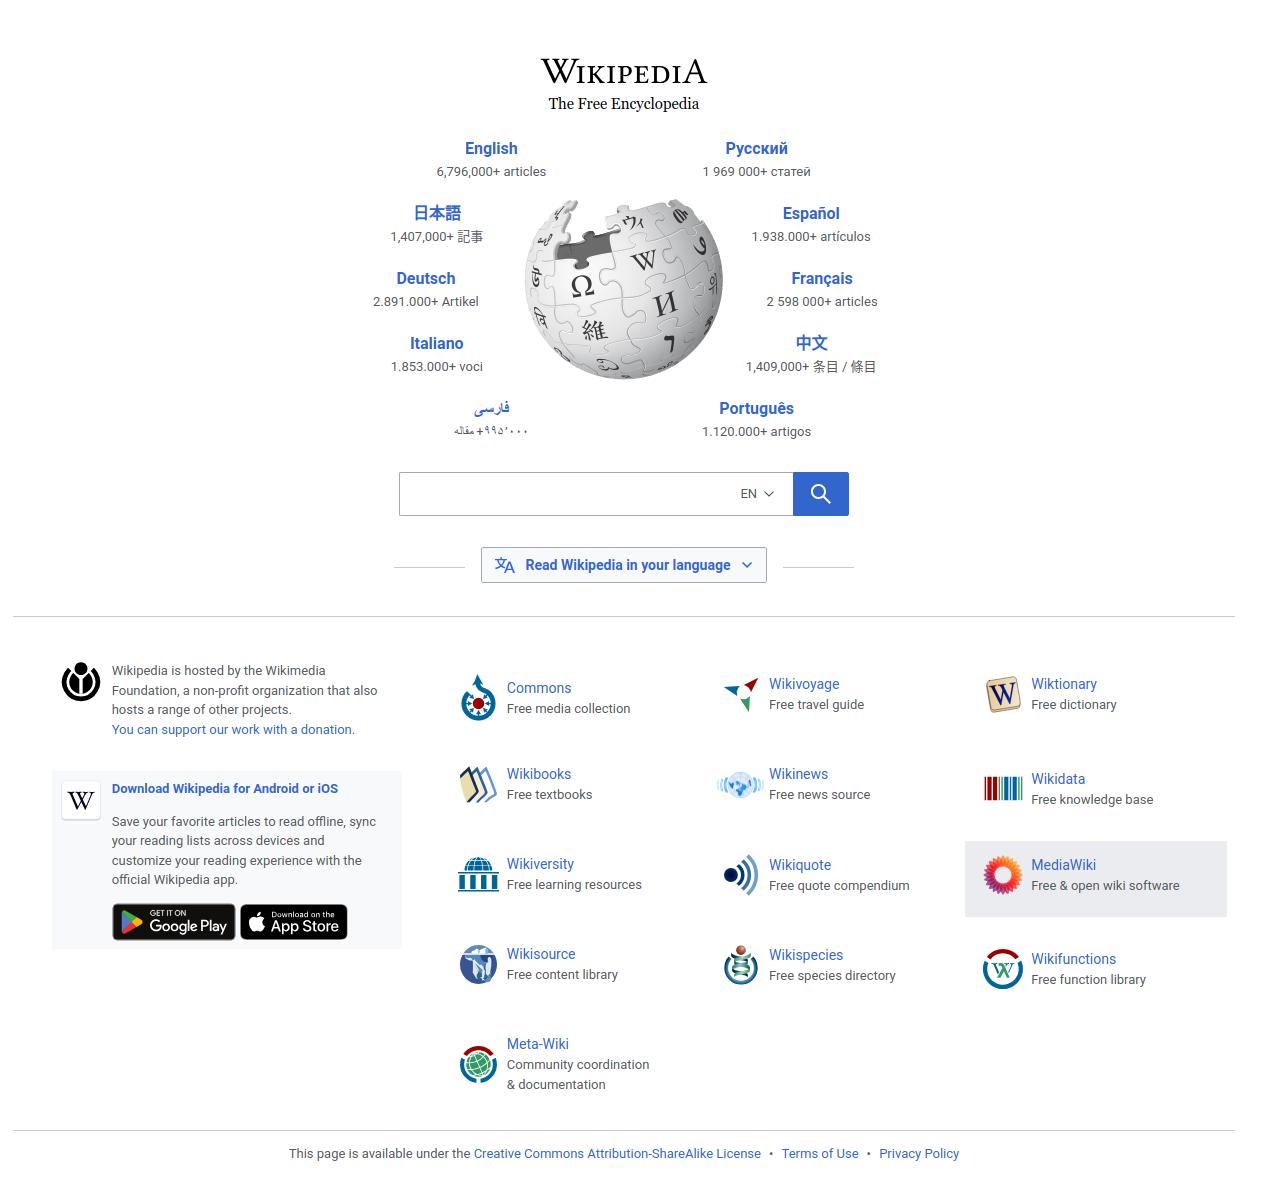 WIKIPEDIA
The Free Encyclopedia
English
6,796,000+ articles
Русский
1 969 000+ статей
日本語
1,407,000+ 記事
Español
1.938.000+ artículos
Deutsch
2.891.000+ Artikel
Français
2 598 000+ articles
Italiano
1.853.000+ voci
中文
1,409,000+ 条目 / 條目
فارسی
۹۹۵٬۰۰۰+ مقاله
Português
1.120.000+ artigos
Ω W И 維 ウィ
EN
Read Wikipedia in your language
Wikipedia is hosted by the Wikimedia
Foundation, a non-profit organization that also
hosts a range of other projects.
You can support our work with a donation.
W
Download Wikipedia for Android or iOS
Save your favorite articles to read offline, sync
your reading lists across devices and
customize your reading experience with the
official Wikipedia app.
GET IT ON
Google Play
Download on the
App Store
Commons
Free media collection
Wikivoyage
Free travel guide
W
Wiktionary
Free dictionary
Wikibooks
Free textbooks
Wikinews
Free news source
Wikidata
Free knowledge base
Wikiversity
Free learning resources
Wikiquote
Free quote compendium
MediaWiki
Free & open wiki software
Wikisource
Free content library
Wikispecies
Free species directory
Wikifunctions
Free function library
Meta-Wiki
Community coordination
& documentation
This page is available under the Creative Commons Attribution-ShareAlike License • Terms of Use • Privacy Policy